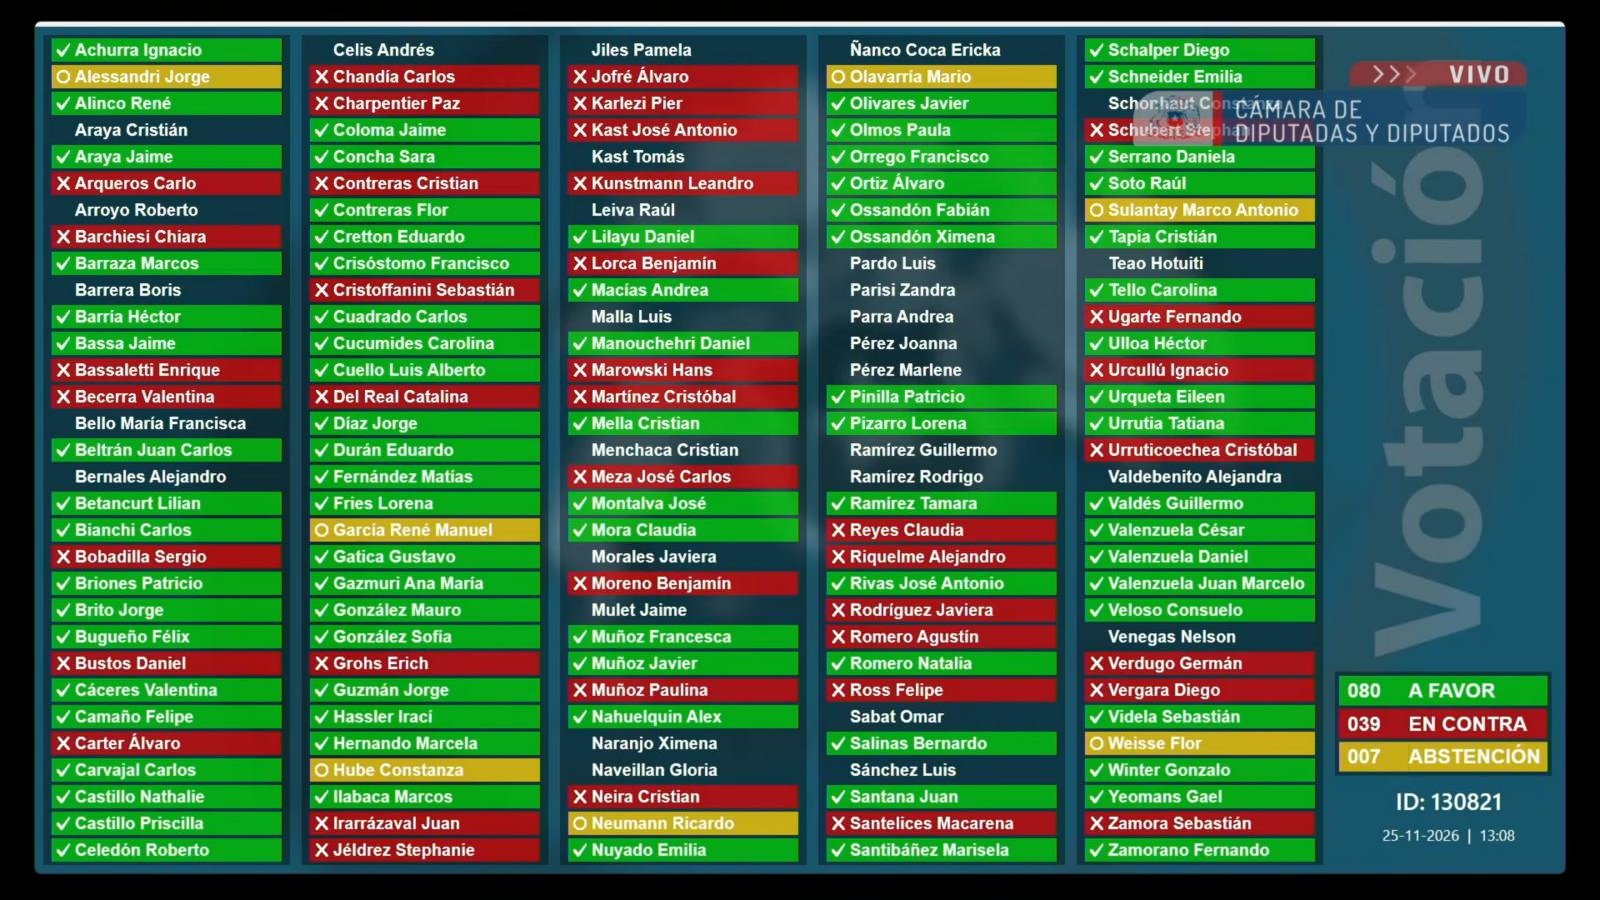 ✓ Achurra Ignacio
O Alessandri Jorge
✓ Alinco René
Araya Cristián
✓ Araya Jaime
X Arqueros Carlo
Arroyo Roberto
X Barchiesi Chiara
✓ Barraza Marcos
Barrera Boris
✓ Barría Héctor
✓ Bassa Jaime
X Bassaletti Enrique
X Becerra Valentina
Bello María Francisca
✓ Beltrán Juan Carlos
Bernales Alejandro
✓ Betancurt Lilian
✓ Bianchi Carlos
X Bobadilla Sergio
✓ Briones Patricio
✓ Brito Jorge
✓ Bugueño Félix
X Bustos Daniel
✓ Cáceres Valentina
✓ Camaño Felipe
X Carter Álvaro
✓ Carvajal Carlos
✓ Castillo Nathalie
✓ Castillo Priscilla
✓ Celedón Roberto
Celis Andrés
X Chandía Carlos
X Charpentier Paz
✓ Coloma Jaime
✓ Concha Sara
X Contreras Cristian
✓ Contreras Flor
✓ Cretton Eduardo
✓ Crisóstomo Francisco
X Cristoffanini Sebastián
✓ Cuadrado Carlos
✓ Cucumides Carolina
✓ Cuello Luis Alberto
X Del Real Catalina
✓ Díaz Jorge
✓ Durán Eduardo
✓ Fernández Matías
✓ Fries Lorena
O García René Manuel
✓ Gatica Gustavo
✓ Gazmuri Ana María
✓ González Mauro
✓ González Sofía
X Grohs Erich
✓ Guzmán Jorge
✓ Hassler Irací
✓ Hernando Marcela
O Hube Constanza
✓ Ilabaca Marcos
X Irarrázaval Juan
X Jéldrez Stephanie
Jiles Pamela
X Jofré Álvaro
X Karlezi Pier
X Kast José Antonio
Kast Tomás
X Kunstmann Leandro
Leiva Raúl
✓ Lilayu Daniel
X Lorca Benjamín
✓ Macías Andrea
Malla Luis
✓ Manouchehri Daniel
X Marowski Hans
X Martínez Cristóbal
✓ Mella Cristian
Menchaca Cristian
X Meza José Carlos
✓ Montalva José
✓ Mora Claudia
Morales Javiera
X Moreno Benjamín
Mulet Jaime
✓ Muñoz Francesca
✓ Muñoz Javier
X Muñoz Paulina
✓ Nahuelquin Alex
Naranjo Ximena
Naveillan Gloria
X Neira Cristian
O Neumann Ricardo
✓ Nuyado Emilia
Ñanco Coca Ericka
O Olavarría Mario
✓ Olivares Javier
✓ Olmos Paula
✓ Orrego Francisco
✓ Ortiz Álvaro
✓ Ossandón Fabián
✓ Ossandón Ximena
Pardo Luis
Parisi Zandra
Parra Andrea
Pérez Joanna
Pérez Marlene
✓ Pinilla Patricio
✓ Pizarro Lorena
Ramírez Guillermo
Ramírez Rodrigo
✓ Ramírez Tamara
X Reyes Claudia
X Riquelme Alejandro
✓ Rivas José Antonio
X Rodríguez Javiera
X Romero Agustín
✓ Romero Natalia
X Ross Felipe
Sabat Omar
✓ Salinas Bernardo
Sánchez Luis
✓ Santana Juan
X Santelices Macarena
✓ Santibáñez Marisela
✓ Schalper Diego
✓ Schneider Emilia
Schonhaut Constanza
X Schubert Stephan
✓ Serrano Daniela
✓ Soto Raúl
O Sulantay Marco Antonio
✓ Tapia Cristián
Teao Hotuiti
✓ Tello Carolina
X Ugarte Fernando
✓ Ulloa Héctor
X Urcullú Ignacio
✓ Urqueta Eileen
✓ Urrutia Tatiana
X Urruticoechea Cristóbal
Valdebenito Alejandra
✓ Valdés Guillermo
✓ Valenzuela César
✓ Valenzuela Daniel
✓ Valenzuela Juan Marcelo
✓ Veloso Consuelo
Venegas Nelson
X Verdugo Germán
X Vergara Diego
✓ Videla Sebastián
O Weisse Flor
✓ Winter Gonzalo
✓ Yeomans Gael
X Zamora Sebastián
✓ Zamorano Fernando
>>> VIVO
CÁMARA DE
DIPUTADAS Y DIPUTADOS
Votación
080 A FAVOR
039 EN CONTRA
007 ABSTENCIÓN
ID: 130821
25-11-2026 | 13:08